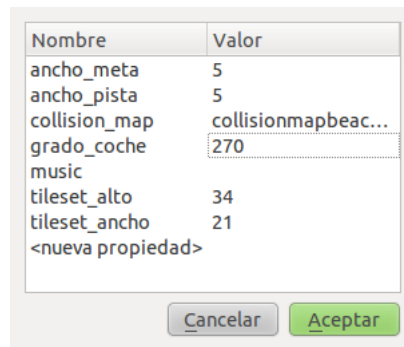 Nombre Valor
ancho_meta 5
ancho_pista 5
collision_map collisionmapbeac...
grado_coche 270
music
tileset_alto 34
tileset_ancho 21
<nueva propiedad>
Cancelar Aceptar